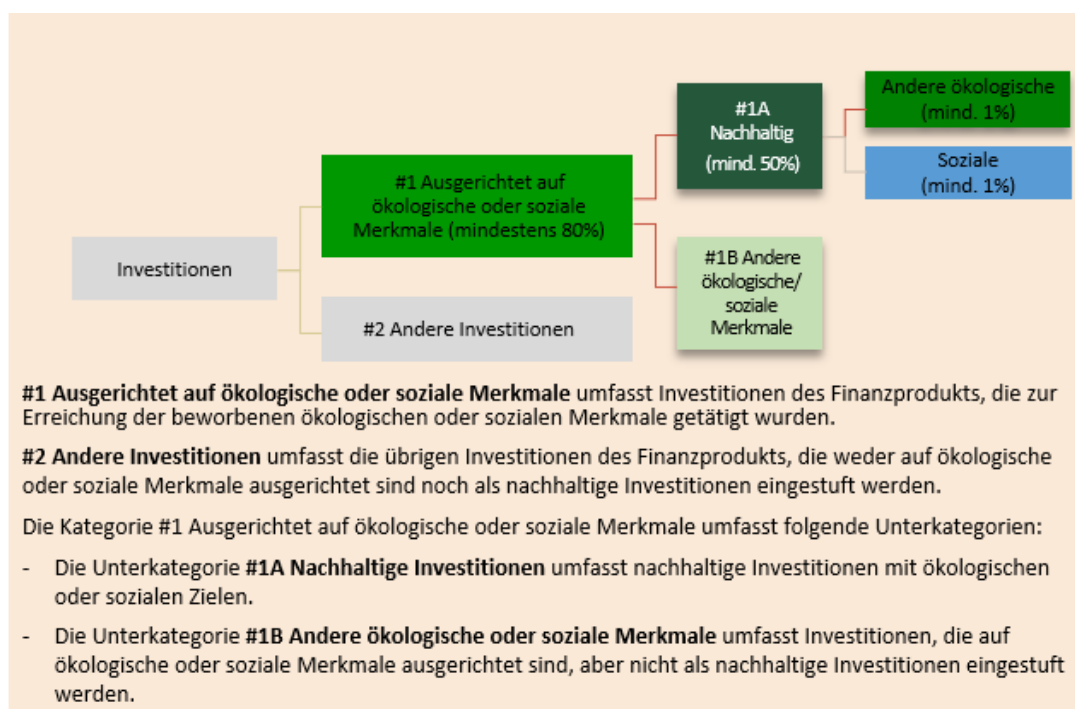 Andere ökologische
(mind. 1%)
#1A
Nachhaltig
(mind. 50%)
Soziale
(mind. 1%)
#1 Ausgerichtet auf
ökologische oder soziale
Merkmale (mindestens 80%)
Investitionen
#1B Andere
ökologische/
soziale
Merkmale
#2 Andere Investitionen
#1 Ausgerichtet auf ökologische oder soziale Merkmale umfasst Investitionen des Finanzprodukts, die zur
Erreichung der beworbenen ökologischen oder sozialen Merkmale getätigt wurden.
#2 Andere Investitionen umfasst die übrigen Investitionen des Finanzprodukts, die weder auf ökologische
oder soziale Merkmale ausgerichtet sind noch als nachhaltige Investitionen eingestuft werden.
Die Kategorie #1 Ausgerichtet auf ökologische oder soziale Merkmale umfasst folgende Unterkategorien:
- Die Unterkategorie #1A Nachhaltige Investitionen umfasst nachhaltige Investitionen mit ökologischen
oder sozialen Zielen.
- Die Unterkategorie #1B Andere ökologische oder soziale Merkmale umfasst Investitionen, die auf
ökologische oder soziale Merkmale ausgerichtet sind, aber nicht als nachhaltige Investitionen eingestuft
werden.